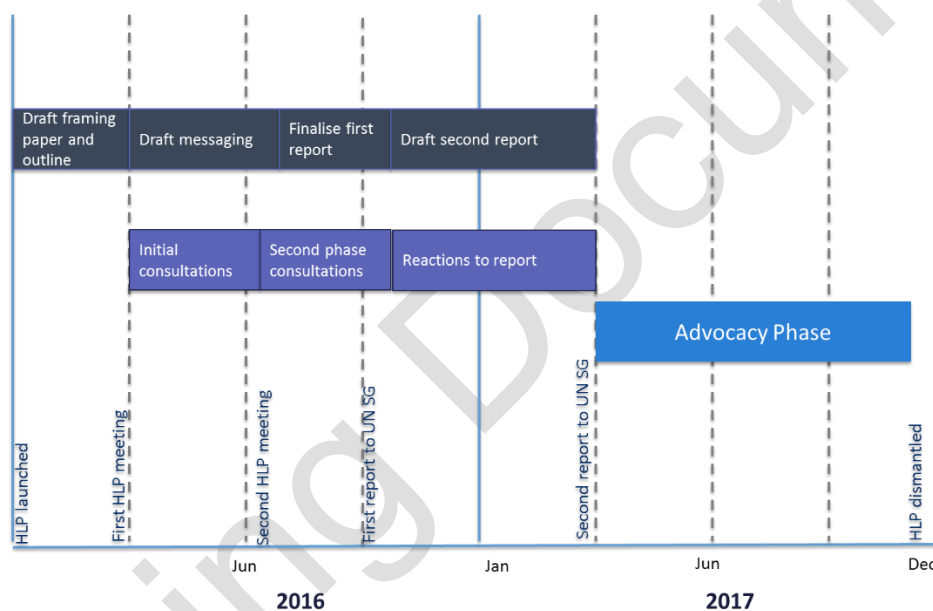 Draft framing
paper and
outline
Draft messaging
Finalise first
report
Draft second report
Initial
consultations
Second phase
consultations
Reactions to report
Advocacy Phase
HLP launched
First HLP meeting
Second HLP meeting
First report to UN SG
Second report to UN SG
HLP dismantled
Jun
Jan
Jun
Dec
2016
2017
ing Docum